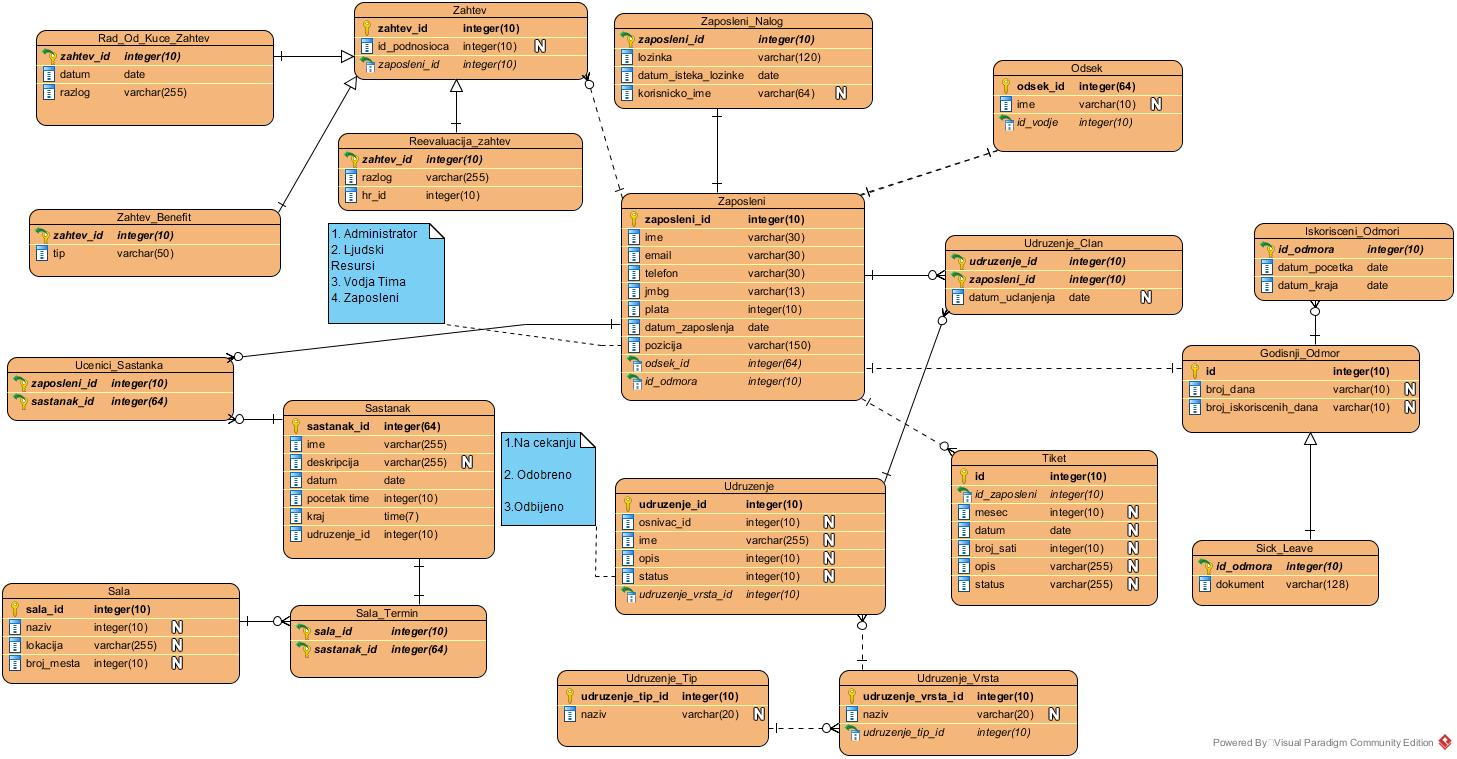 Zahtev
zahtev_id integer(10)
id_podnosioca integer(10) N
zaposleni_id integer(10)
Rad_Od_Kuce_Zahtev
zahtev_id integer(10)
datum date
razlog varchar(255)
Reevaluacija_zahtev
zahtev_id integer(10)
razlog varchar(255)
hr_id integer(10)
Zahtev_Benefit
zahtev_id integer(10)
tip varchar(50)
Zaposleni_Nalog
zaposleni_id integer(10)
lozinka varchar(120)
datum_isteka_lozinke date
korisnicko_ime varchar(64) N
Odsek
odsek_id integer(64)
ime varchar(10) N
id_vodje integer(10)
Zaposleni
zaposleni_id integer(10)
ime varchar(30)
email varchar(30)
telefon varchar(30)
jmbg varchar(13)
plata integer(10)
datum_zaposlenja date
pozicija varchar(150)
odsek_id integer(64)
id_odmora integer(10)
1. Administrator
2. Ljudski
Resursi
3. Vodja Tima
4. Zaposleni
Udruzenje_Clan
udruzenje_id integer(10)
zaposleni_id integer(10)
datum_uclanjenja date N
Iskorisceni_Odmori
id_odmora integer(10)
datum_pocetka date
datum_kraja date
Godisnji_Odmor
id integer(10)
broj_dana varchar(10) N
broj_iskoriscenih_dana varchar(10) N
Ucenici_Sastanka
zaposleni_id integer(10)
sastanak_id integer(64)
Sastanak
sastanak_id integer(64)
ime varchar(255)
deskripcija varchar(255) N
datum date
pocetak time integer(10)
kraj time(7)
udruzenje_id integer(10)
1.Na cekanju
2. Odobreno
3.Odbijeno
Udruzenje
udruzenje_id integer(10)
osnivac_id integer(10) N
ime varchar(255) N
opis integer(10) N
status integer(10) N
udruzenje_vrsta_id integer(10)
Tiket
id integer(10)
id_zaposleni integer(10)
mesec integer(10) N
datum date N
broj_sati integer(10) N
opis varchar(255) N
status varchar(255) N
Sick_Leave
id_odmora integer(10)
dokument varchar(128)
Sala
sala_id integer(10)
naziv integer(10) N
lokacija varchar(255) N
broj_mesta integer(10) N
Sala_Termin
sala_id integer(10)
sastanak_id integer(64)
Udruzenje_Tip
udruzenje_tip_id integer(10)
naziv varchar(20) N
Udruzenje_Vrsta
udruzenje_vrsta_id integer(10)
naziv varchar(20) N
udruzenje_tip_id integer(10)
Powered By Visual Paradigm Community Edition